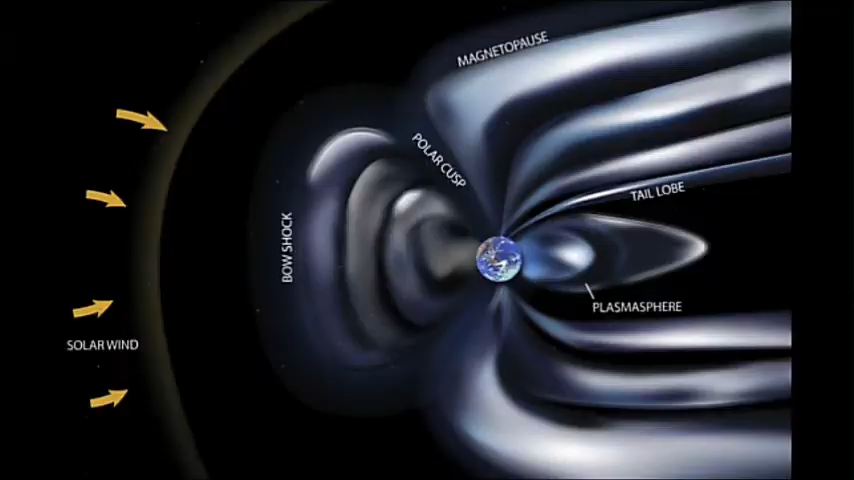 MAGNETOPAUSE
POLAR CUSP
TAIL LOBE
BOW SHOCK
PLASMASPHERE
SOLAR WIND